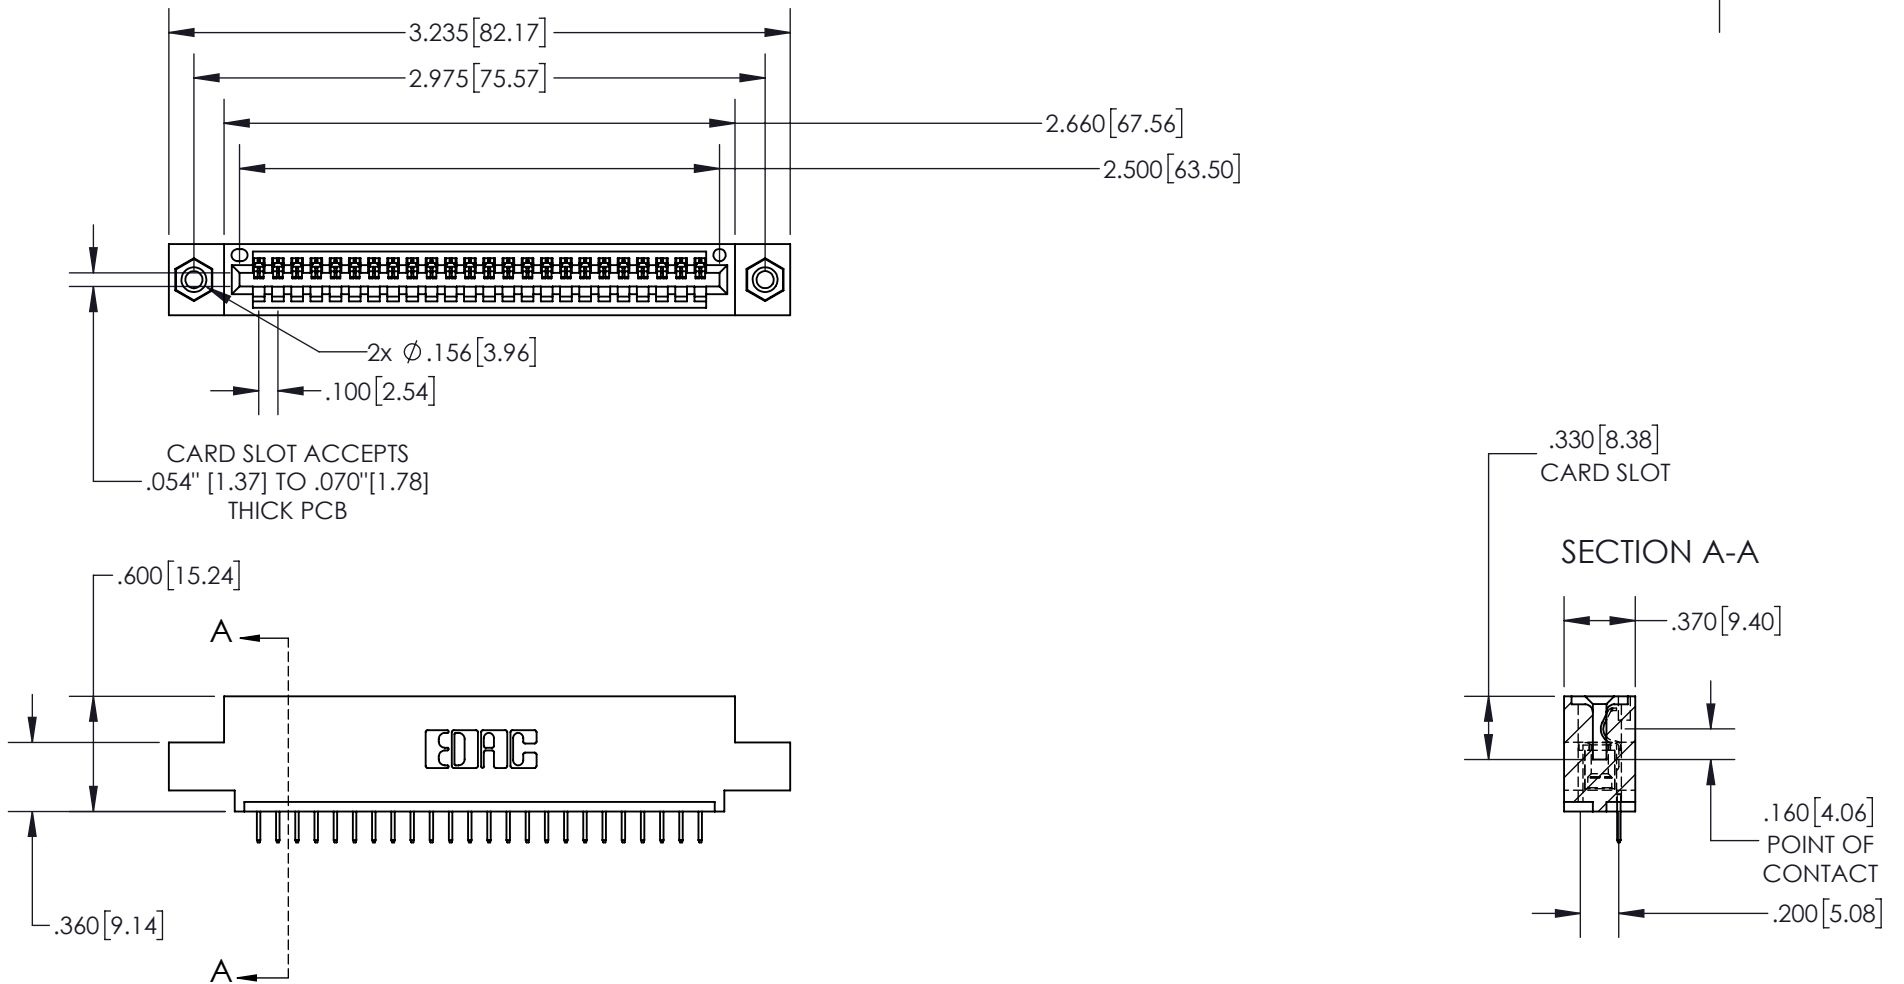 3.235[82.17]
2.975[75.57]
2.660[67.56]
2.500[63.50]
2x Ø.156[3.96]
.100[2.54]
CARD SLOT ACCEPTS
.054" [1.37] TO .070"[1.78]
THICK PCB
.330[8.38]
CARD SLOT
SECTION A-A
.600[15.24]
.370[9.40]
A
EDAC
.160[4.06]
POINT OF
CONTACT
.200[5.08]
.360[9.14]
A